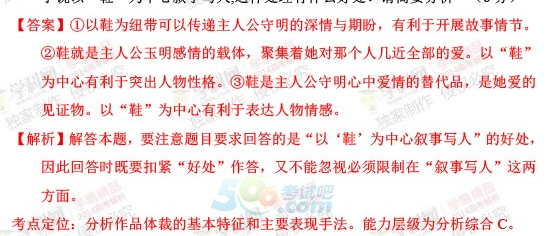 【答案】①以鞋为纽带可以传递主人公守明的深情与期盼，有利于开展故事情节。
②鞋就是主人公玉明感情的载体，聚集着她对那个人几近全部的爱。以“鞋”
为中心有利于突出人物性格。③鞋是主人公守明心中爱情的替代品，是她爱的
见证物。以“鞋”为中心有利于表达人物情感。
【解析】解答本题，要注意题目要求回答的是“以‘鞋’为中心叙事写人”的好处，
因此回答时既要扣紧“好处”作答，又不能忽视必须限制在“叙事写人”这两
方面。
考点定位：分析作品体裁的基本特征和主要表现手法。能力层级为分析综合 C。